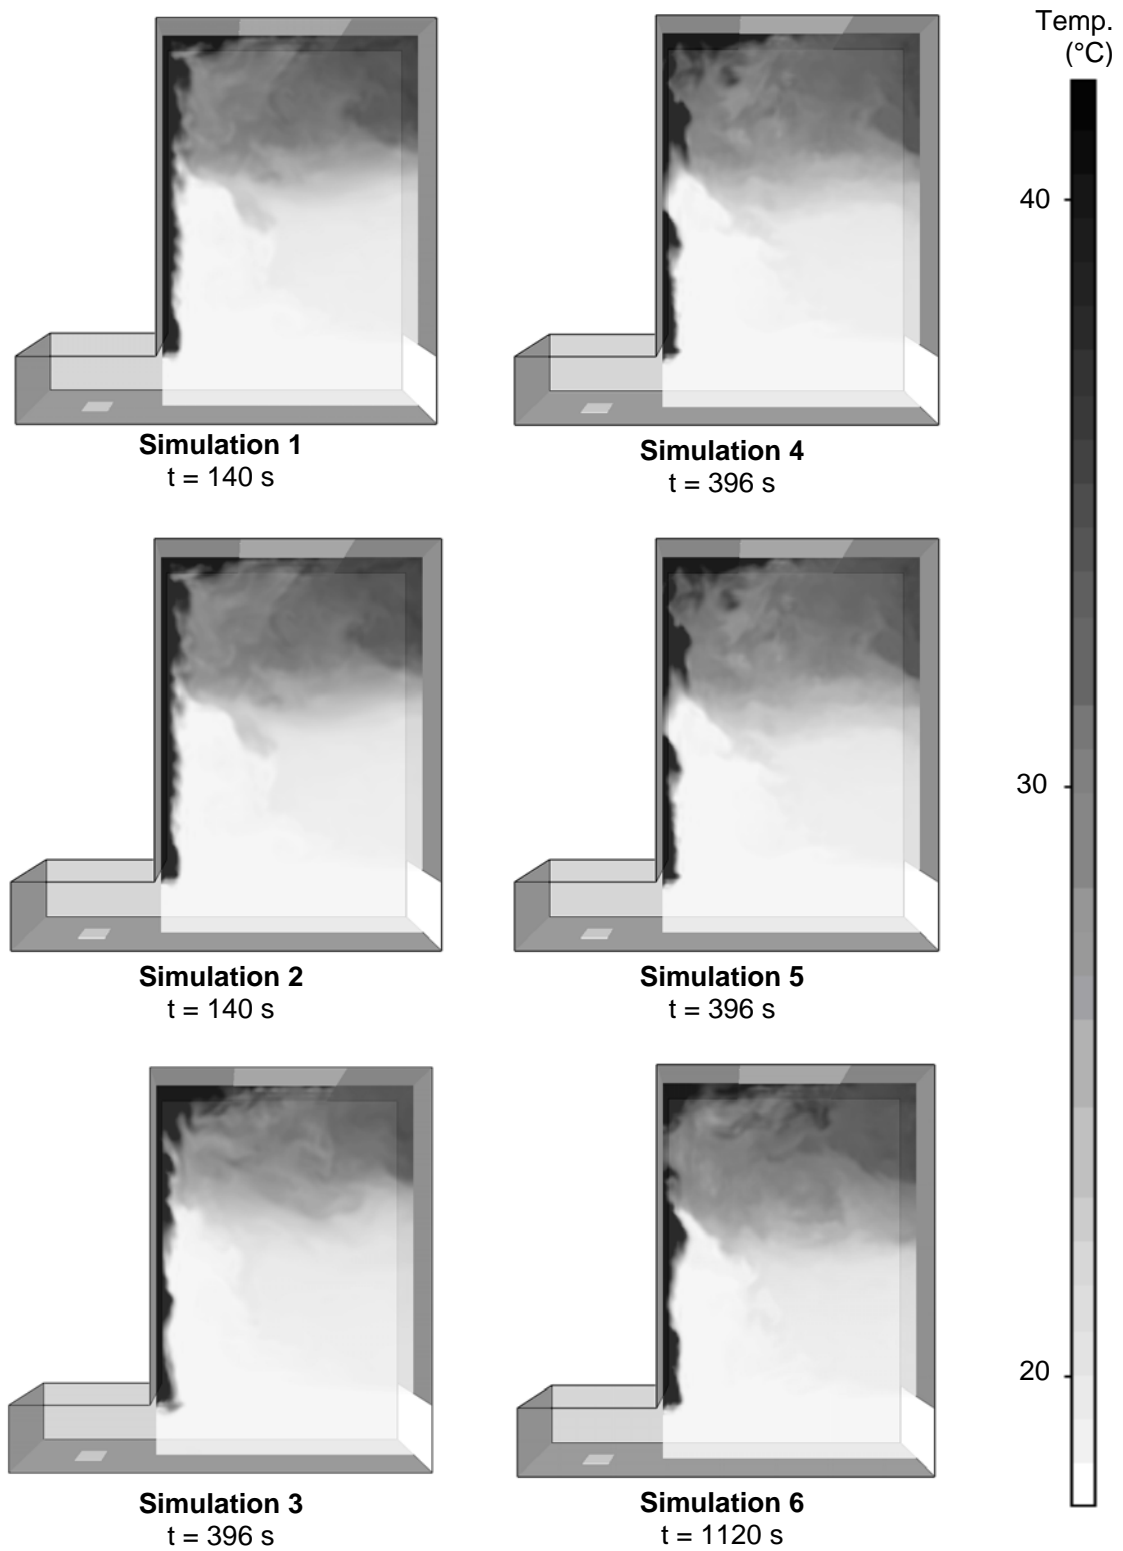 Temp.
(°C)
40
30
20
Simulation 1
t = 140 s
Simulation 4
t = 396 s
Simulation 2
t = 140 s
Simulation 5
t = 396 s
Simulation 3
t = 396 s
Simulation 6
t = 1120 s